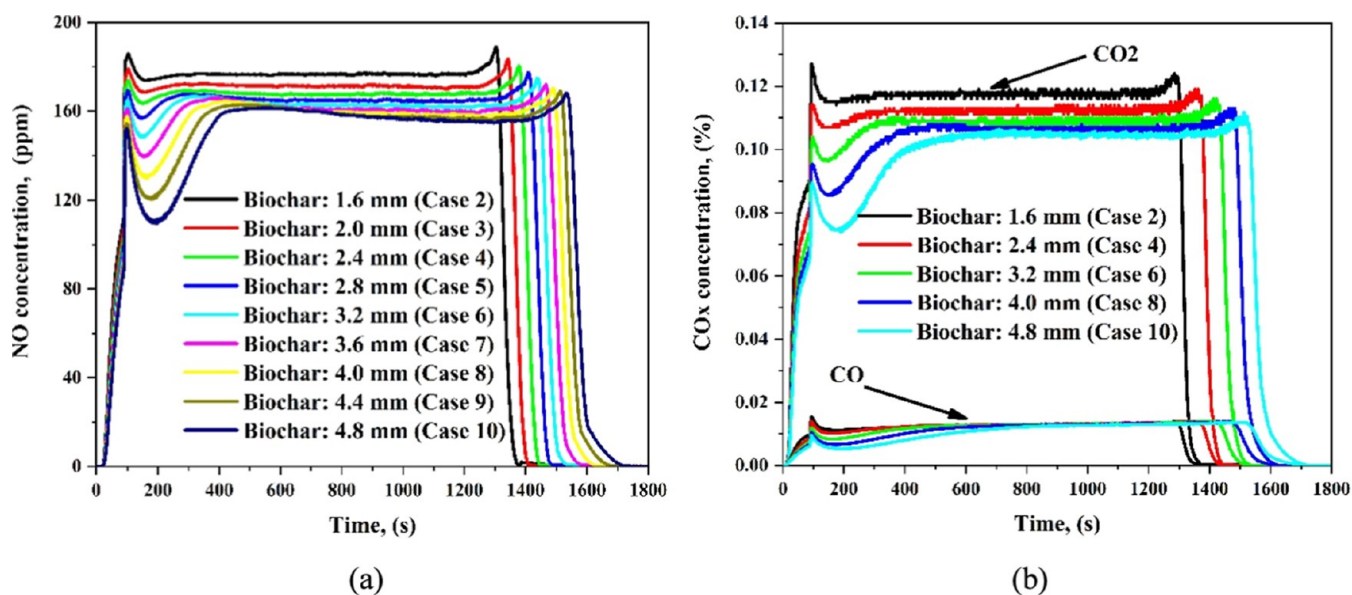 200
160
120
80
40
0
NO concentration, (ppm)
Biochar: 1.6 mm (Case 2)
Biochar: 2.0 mm (Case 3)
Biochar: 2.4 mm (Case 4)
Biochar: 2.8 mm (Case 5)
Biochar: 3.2 mm (Case 6)
Biochar: 3.6 mm (Case 7)
Biochar: 4.0 mm (Case 8)
Biochar: 4.4 mm (Case 9)
Biochar: 4.8 mm (Case 10)
0 200 400 600 800 1000 1200 1400 1600 1800
Time, (s)
(a)
0.14
0.12
0.10
0.08
0.06
0.04
0.02
0.00
COx concentration, (%)
CO2
Biochar: 1.6 mm (Case 2)
Biochar: 2.4 mm (Case 4)
Biochar: 3.2 mm (Case 6)
Biochar: 4.0 mm (Case 8)
Biochar: 4.8 mm (Case 10)
CO
0 200 400 600 800 1000 1200 1400 1600 1800
Time, (s)
(b)